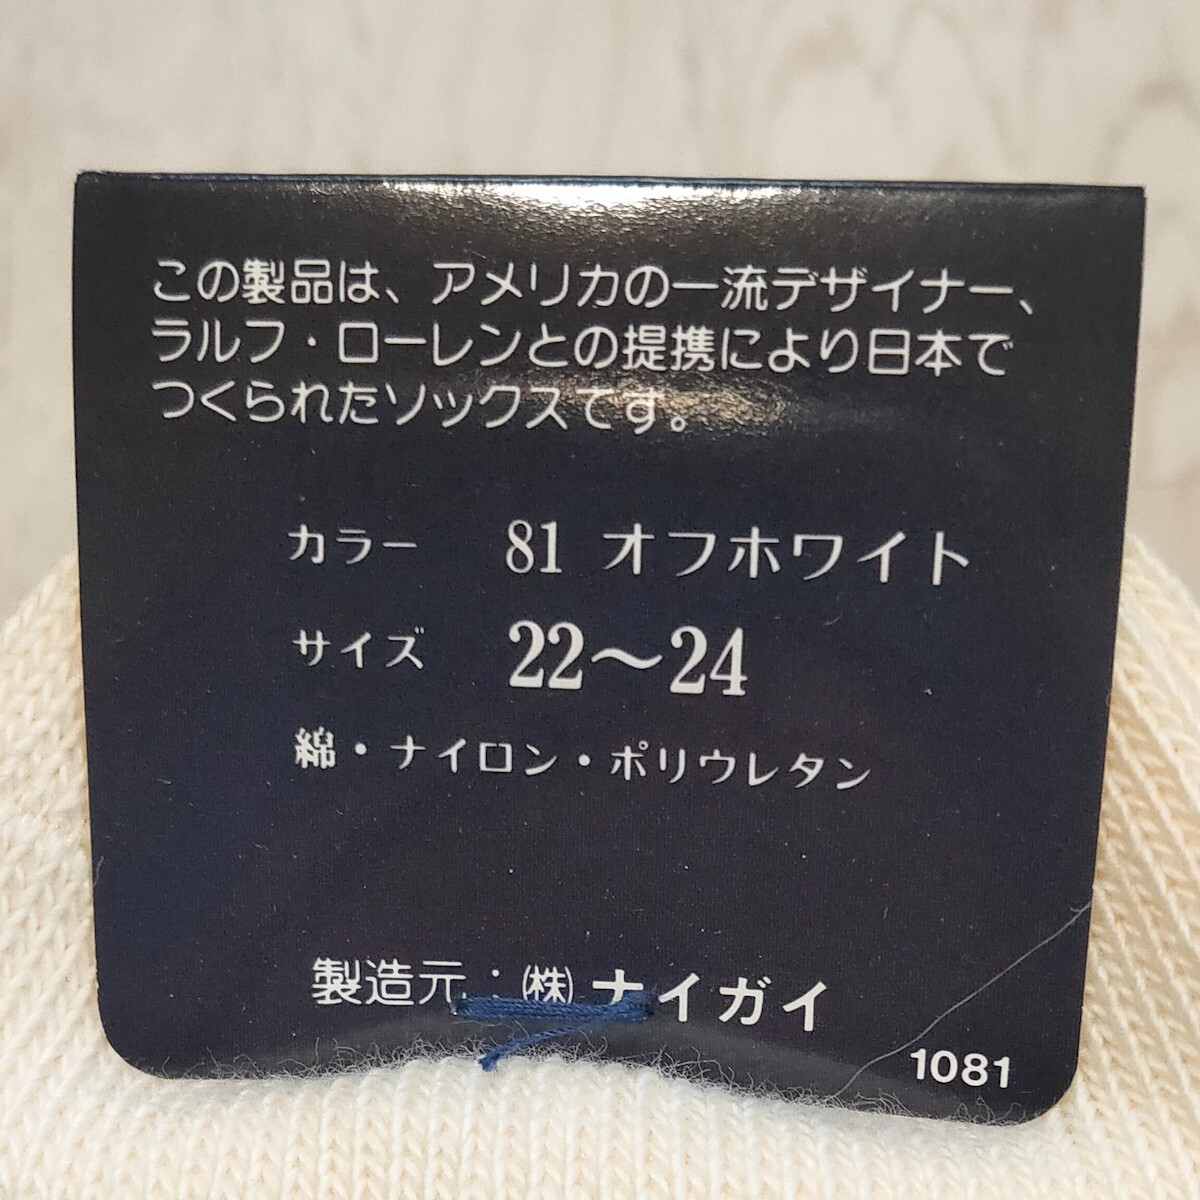 この製品は、アメリカの一流デザイナー、
ラルフ・ローレンとの提携により日本で
つくられたソックスです。
カラー 81 オフホワイト
サイズ 22～24
綿・ナイロン・ポリウレタン
製造元：㈱ナイガイ
1081